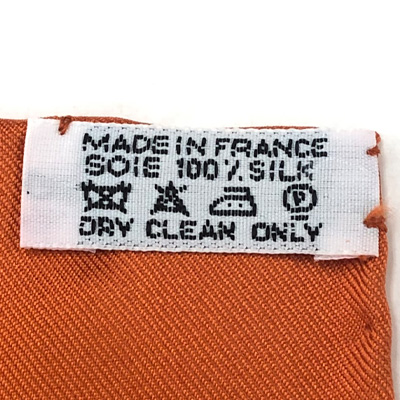 MADE IN FRANCE
SOIE 100% SILK
P
DRY CLEAN ONLY